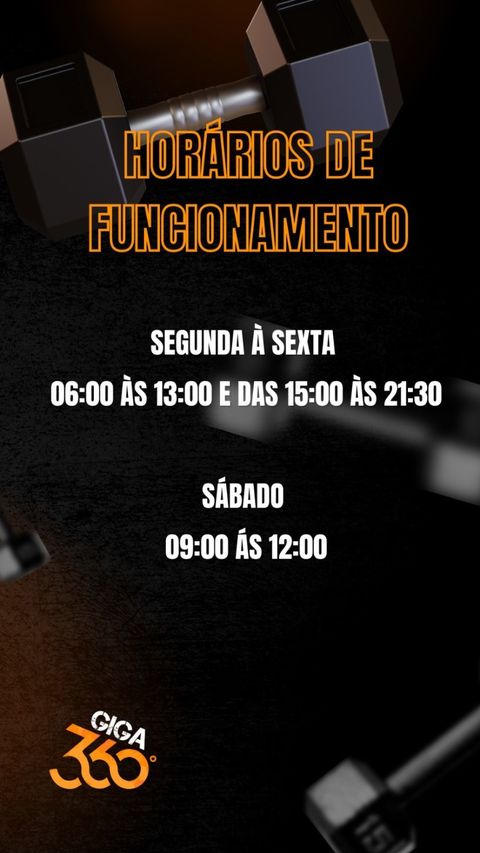 HORÁRIOS DE
FUNCIONAMENTO
SEGUNDA À SEXTA
06:00 ÀS 13:00 E DAS 15:00 ÀS 21:30
SÁBADO
09:00 ÁS 12:00
GIGA
360°
15